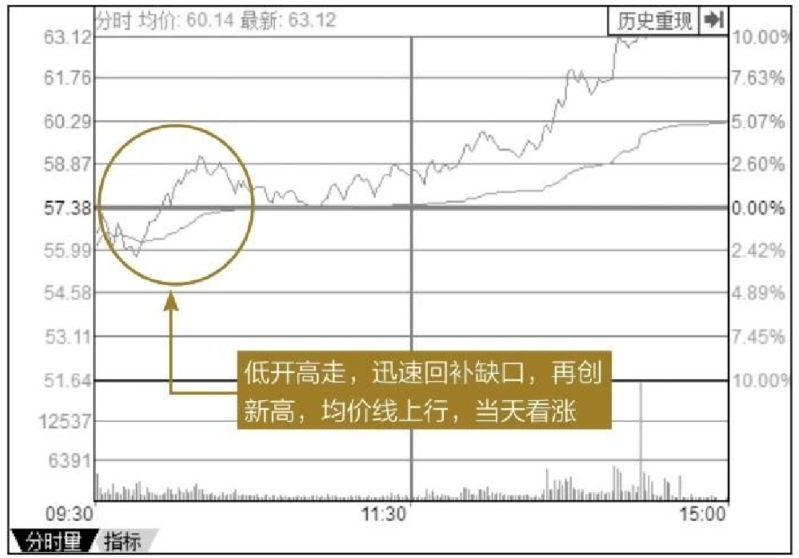 分时 均价: 60.14 最新: 63.12
历史重现
63.12 10.00%
61.76 7.63%
60.29 5.07%
58.87 2.60%
57.38 0.00%
55.99 2.42%
54.58 4.89%
53.11 7.45%
51.64 10.00%
12537
6391
低开高走，迅速回补缺口，再创
新高，均价线上行，当天看涨
09:30 11:30 15:00
分时量 指标